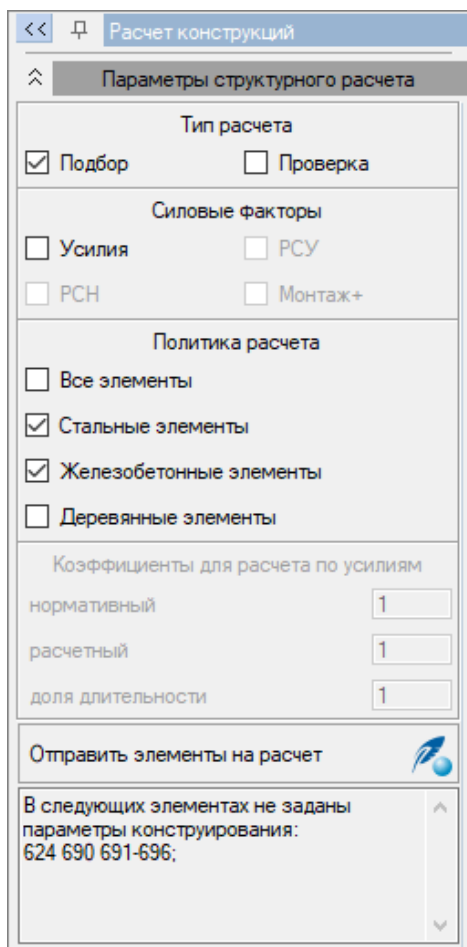 << Расчет конструкций
Параметры структурного расчета
Тип расчета
Подбор Проверка
Силовые факторы
Усилия РСУ
РСН Монтаж+
Политика расчета
Все элементы
Стальные элементы
Железобетонные элементы
Деревянные элементы
Коэффициенты для расчета по усилиям
нормативный 1
расчетный 1
доля длительности 1
Отправить элементы на расчет
В следующих элементах не заданы
параметры конструирования:
624 690 691-696;